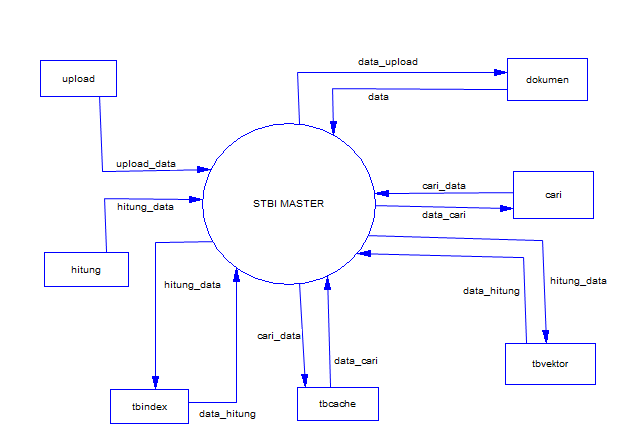 data_upload
upload
dokumen
data
upload_data
cari_data
cari
hitung_data
STBI MASTER
data_cari
hitung
hitung_data
hitung_data
data_hitung
cari_data
data_cari
tbvektor
tbindex
tbcache
data_hitung